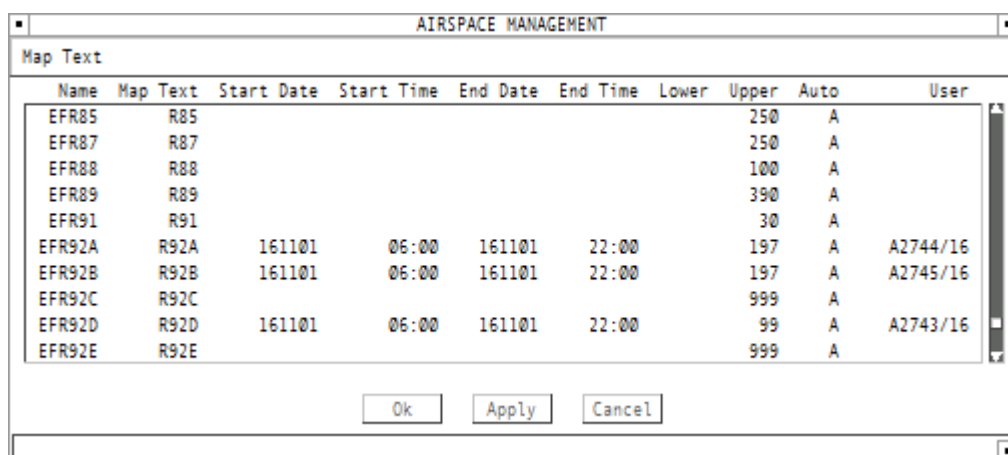 AIRSPACE MANAGEMENT
Map Text
Name Map Text Start Date Start Time End Date End Time Lower Upper Auto User
EFR85 R85 250 A
EFR87 R87 250 A
EFR88 R88 100 A
EFR89 R89 390 A
EFR91 R91 30 A
EFR92A R92A 161101 06:00 161101 22:00 197 A A2744/16
EFR92B R92B 161101 06:00 161101 22:00 197 A A2745/16
EFR92C R92C 999 A
EFR92D R92D 161101 06:00 161101 22:00 99 A A2743/16
EFR92E R92E 999 A
Ok Apply Cancel